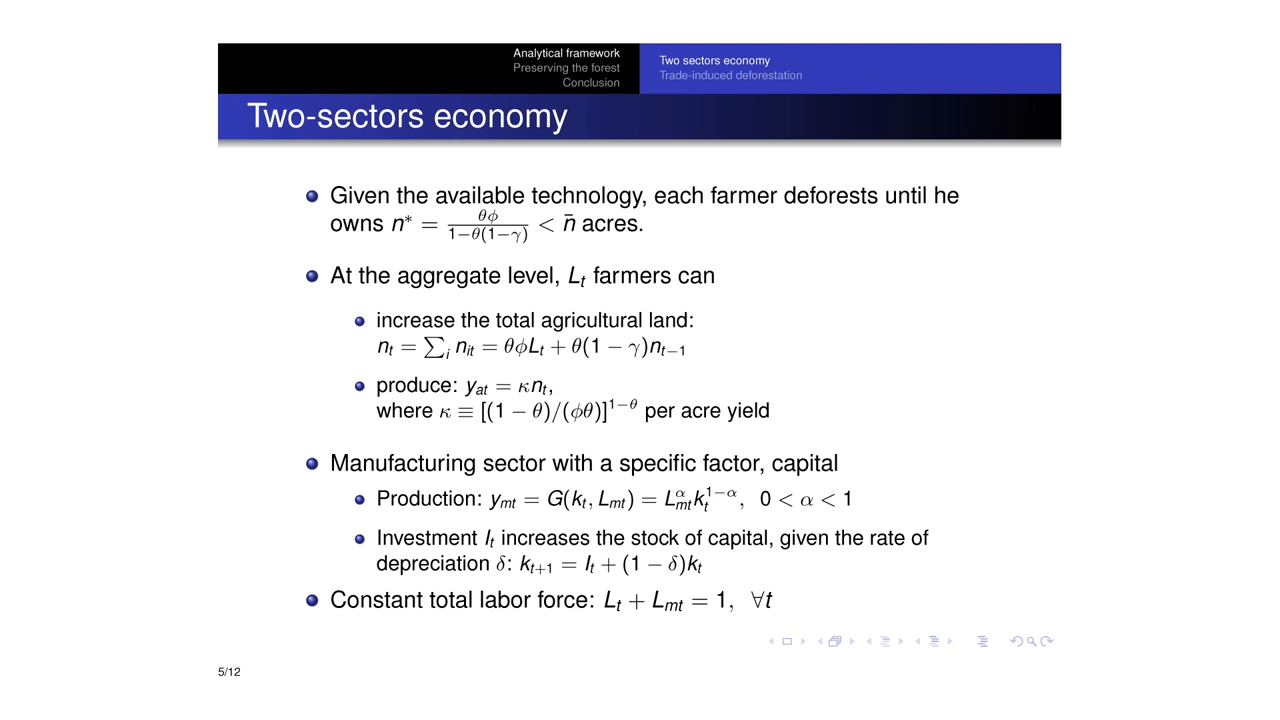 Analytical framework
Preserving the forest
Conclusion
Two sectors economy
Trade-induced deforestation
Two-sectors economy
Given the available technology, each farmer deforests until he
owns n* = θφ/(1−θ(1−γ)) < n̄ acres.
At the aggregate level, L_t farmers can
increase the total agricultural land:
n_t = ∑_i n_it = θφL_t + θ(1 − γ)n_{t−1}
produce: y_at = κn_t,
where κ ≡ [(1 − θ)/(φθ)]^{1−θ} per acre yield
Manufacturing sector with a specific factor, capital
Production: y_mt = G(k_t, L_mt) = L_mt^α k_t^{1−α}, 0 < α < 1
Investment I_t increases the stock of capital, given the rate of
depreciation δ: k_{t+1} = I_t + (1 − δ)k_t
Constant total labor force: L_t + L_mt = 1, ∀t
5/12